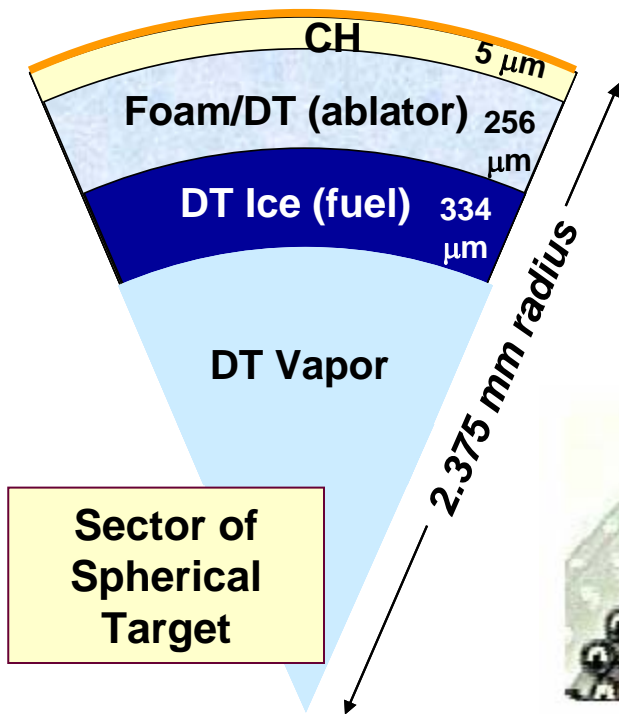 CH
5 μm
Foam/DT (ablator)
256
μm
DT Ice (fuel)
334
μm
DT Vapor
2.375 mm radius
Sector of
Spherical
Target